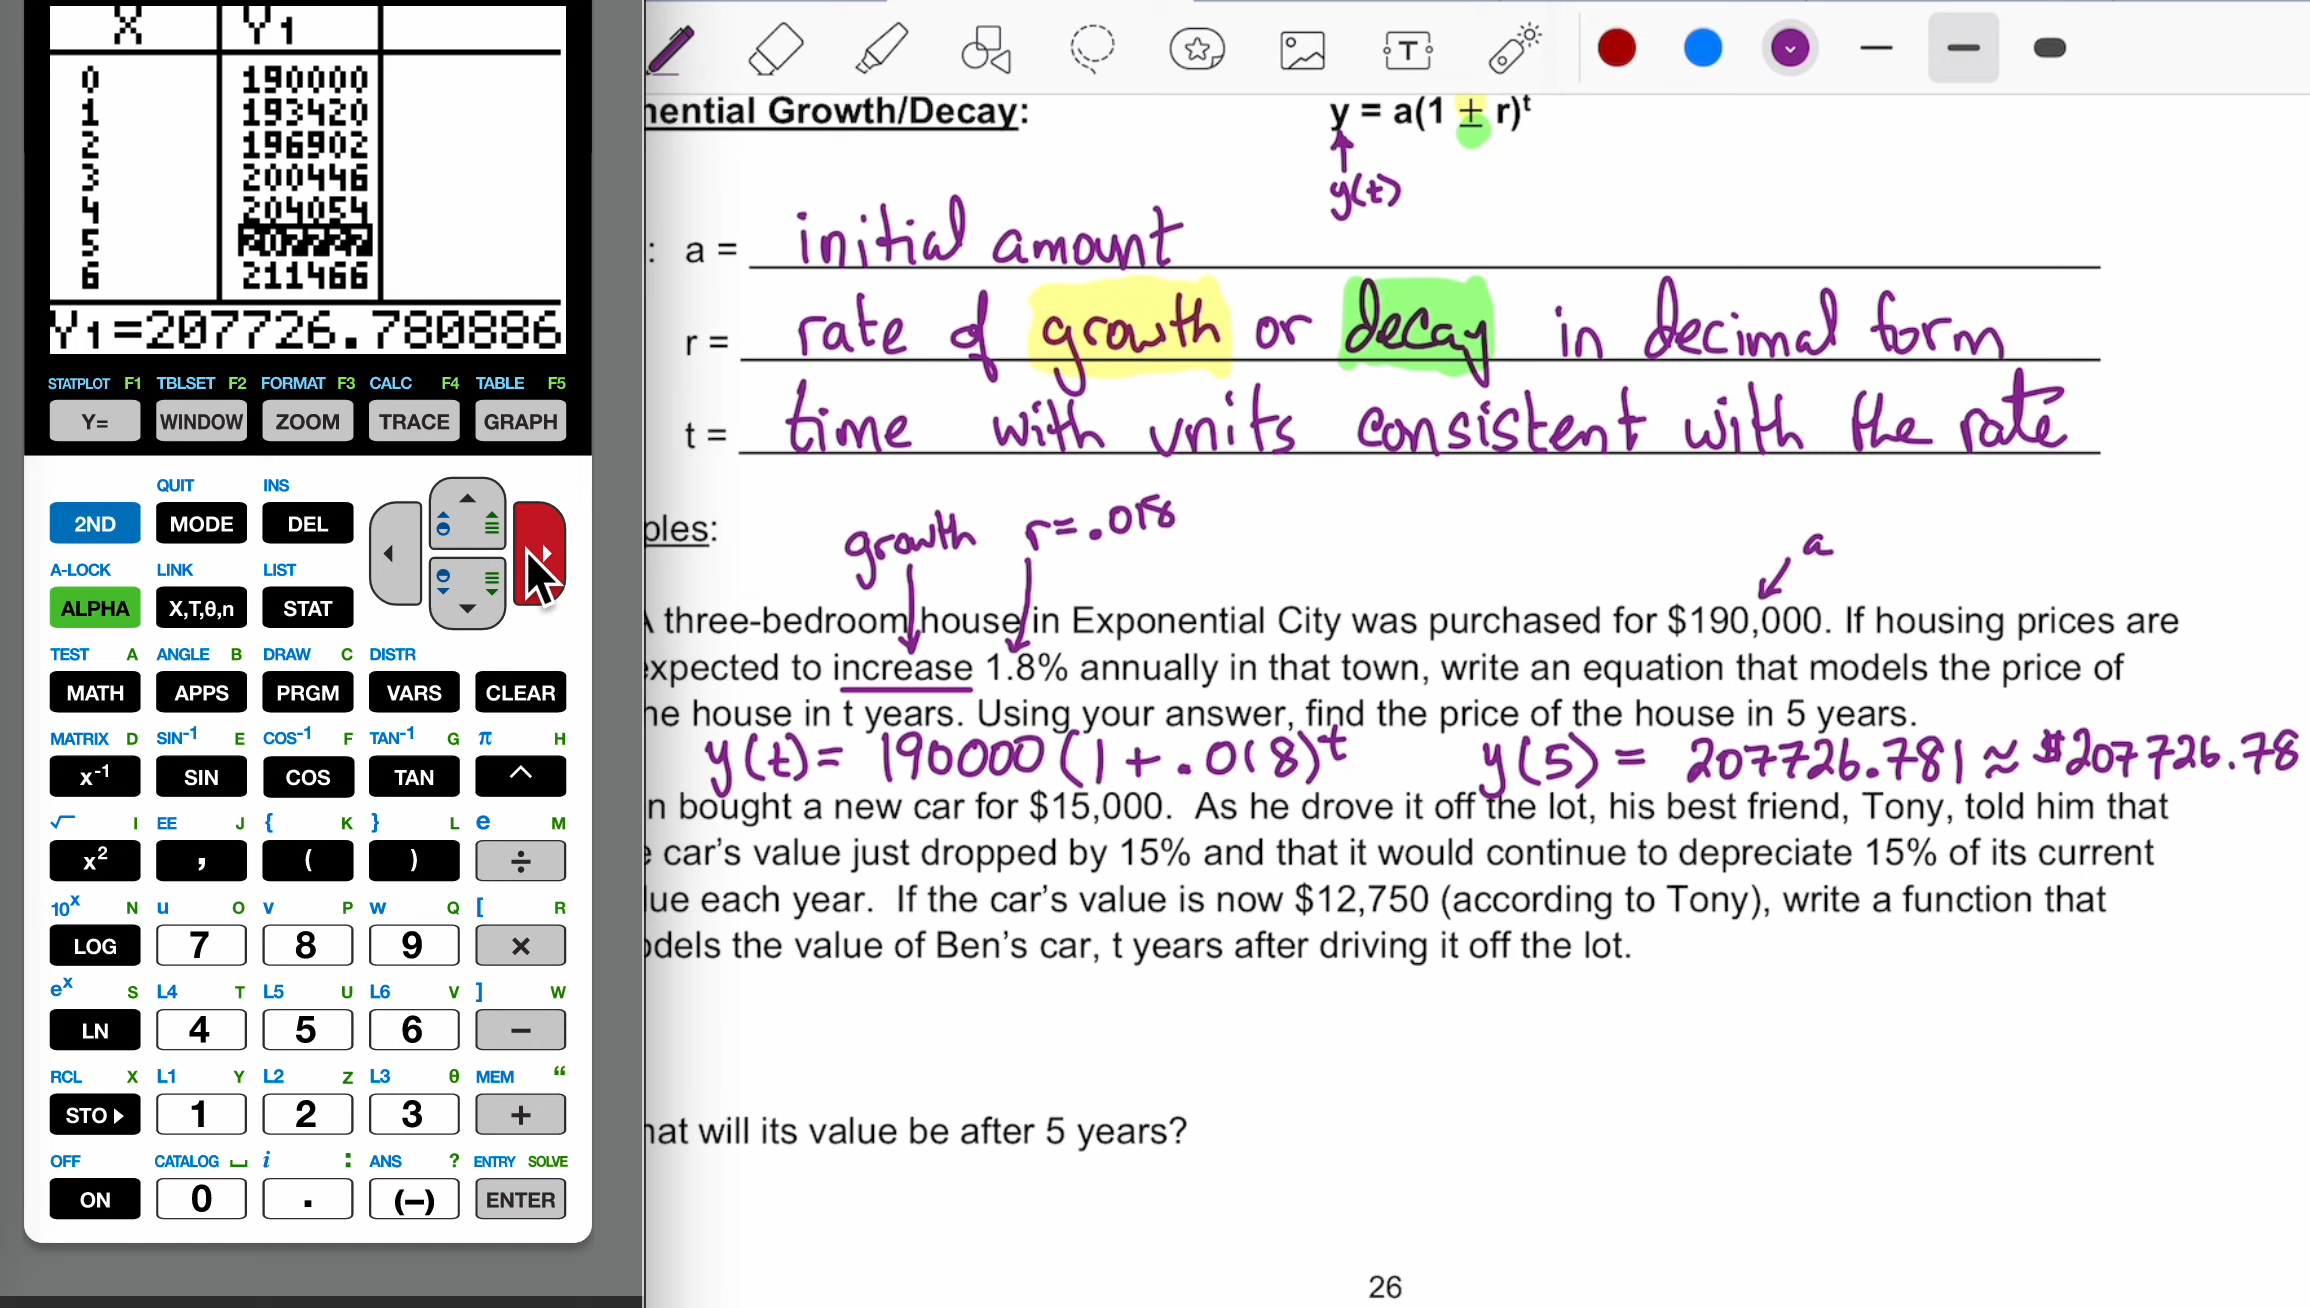 X Y1
0 190000
1 193420
2 196902
3 200446
4 204054
5
6 211466
Y1=207726.780886
STATPLOT F1 TBLSET F2 FORMAT F3 CALC F4 TABLE F5
Y= WINDOW ZOOM TRACE GRAPH
QUIT INS
2ND MODE DEL
A-LOCK LINK LIST
ALPHA X,T,θ,n STAT
TEST A ANGLE B DRAW C DISTR
MATH APPS PRGM VARS CLEAR
MATRIX D SIN⁻¹ E COS⁻¹ F TAN⁻¹ G π H
x⁻¹ SIN COS TAN ^
√ I EE J { K } L e M
x² , ( ) ÷
10ˣ N u O v P w Q [ R
LOG 7 8 9 ×
eˣ S L4 T L5 U L6 V ] W
LN 4 5 6 −
RCL X L1 Y L2 Z L3 θ MEM “
STO▶ 1 2 3 +
OFF CATALOG ⎵ i : ANS ? ENTRY SOLVE
ON 0 . (−) ENTER
T
nential Growth/Decay: y = a(1 ± r)ᵗ
y(t)
: a = initial amount
r = rate of growth or decay in decimal form
t = time with units consistent with the rate
ples:
growth r = .018
a
A three-bedroom house in Exponential City was purchased for $190,000. If housing prices are
expected to increase 1.8% annually in that town, write an equation that models the price of
he house in t years. Using your answer, find the price of the house in 5 years.
y(t) = 190000(1 + .018)ᵗ y(5) = 207726.781 ≈ $207726.78
n bought a new car for $15,000. As he drove it off the lot, his best friend, Tony, told him that
e car’s value just dropped by 15% and that it would continue to depreciate 15% of its current
lue each year. If the car’s value is now $12,750 (according to Tony), write a function that
odels the value of Ben’s car, t years after driving it off the lot.
hat will its value be after 5 years?
26